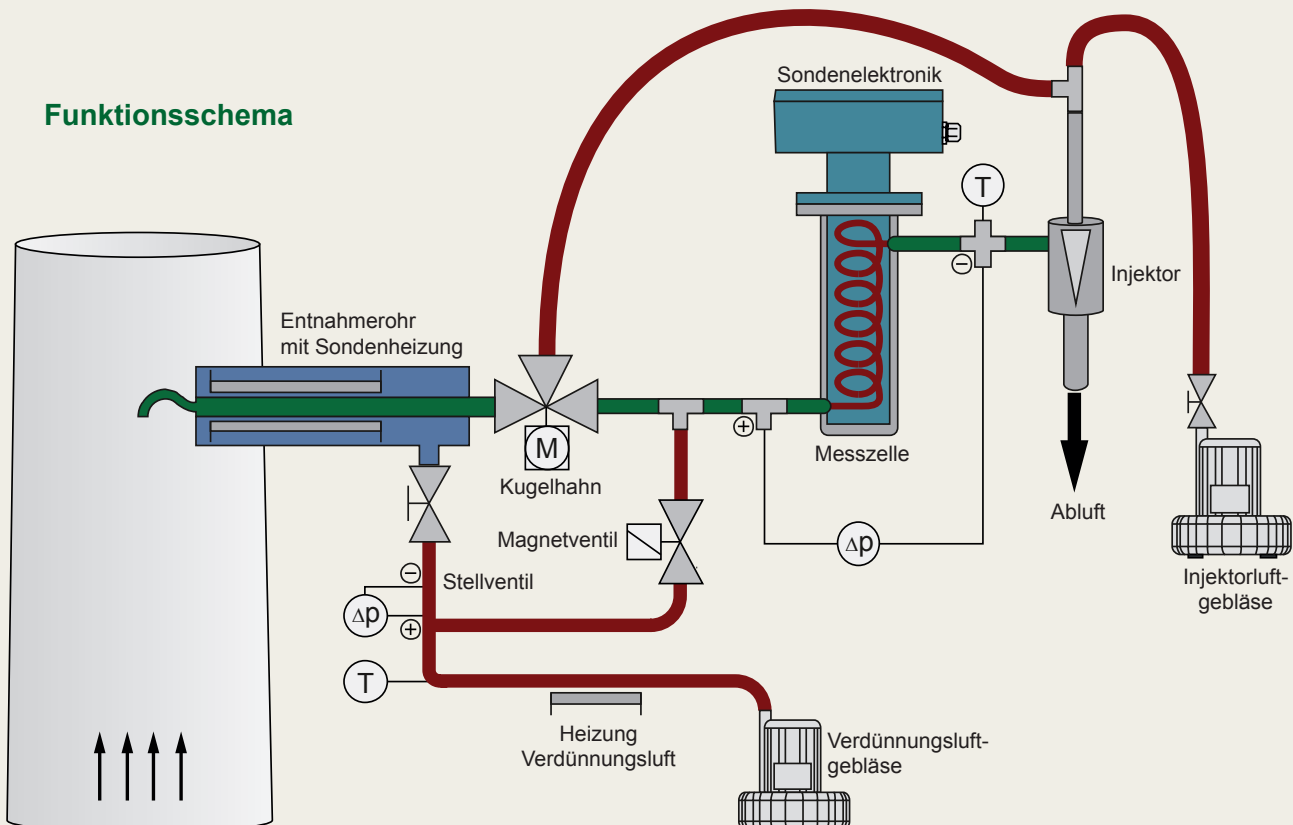 Funktionsschema
Sondenelektronik
T
−
Injektor
Entnahmerohr
mit Sondenheizung
M
Kugelhahn
+
Messzelle
Abluft
Magnetventil
Δp
Injektorluft-
gebläse
−
Stellventil
Δp
+
T
Heizung
Verdünnungsluft
Verdünnungsluft-
gebläse